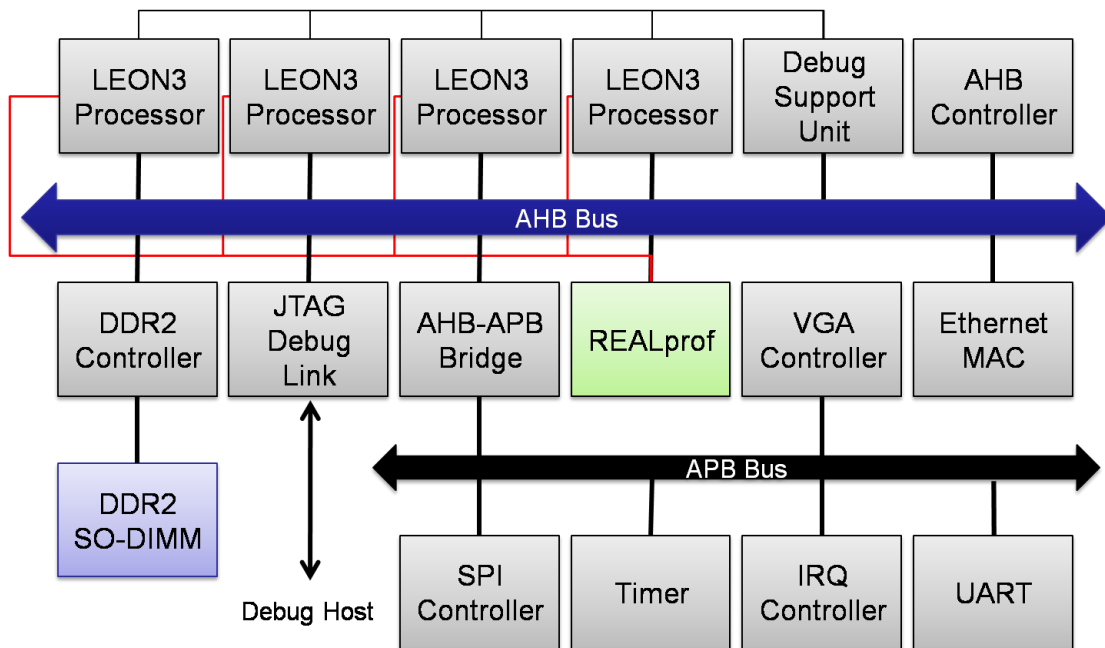 LEON3
Processor
LEON3
Processor
LEON3
Processor
LEON3
Processor
Debug
Support
Unit
AHB
Controller
AHB Bus
DDR2
Controller
JTAG
Debug
Link
AHB-APB
Bridge
REALprof
VGA
Controller
Ethernet
MAC
APB Bus
DDR2
SO-DIMM
Debug Host
SPI
Controller
Timer
IRQ
Controller
UART